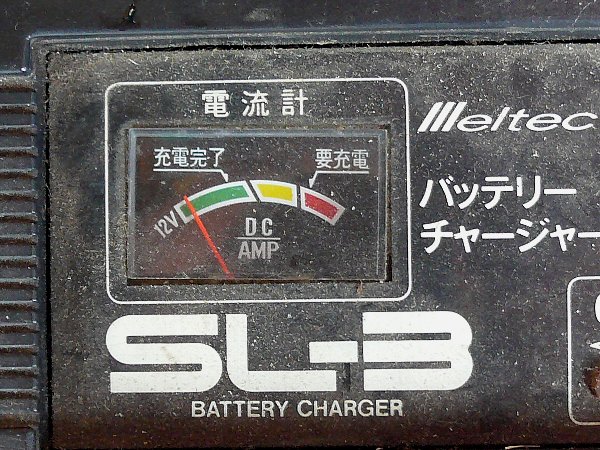 電流計
充電完了
要充電
12V
DC
AMP
Meltec
バッテリー
チャージャー
SL-3
BATTERY CHARGER